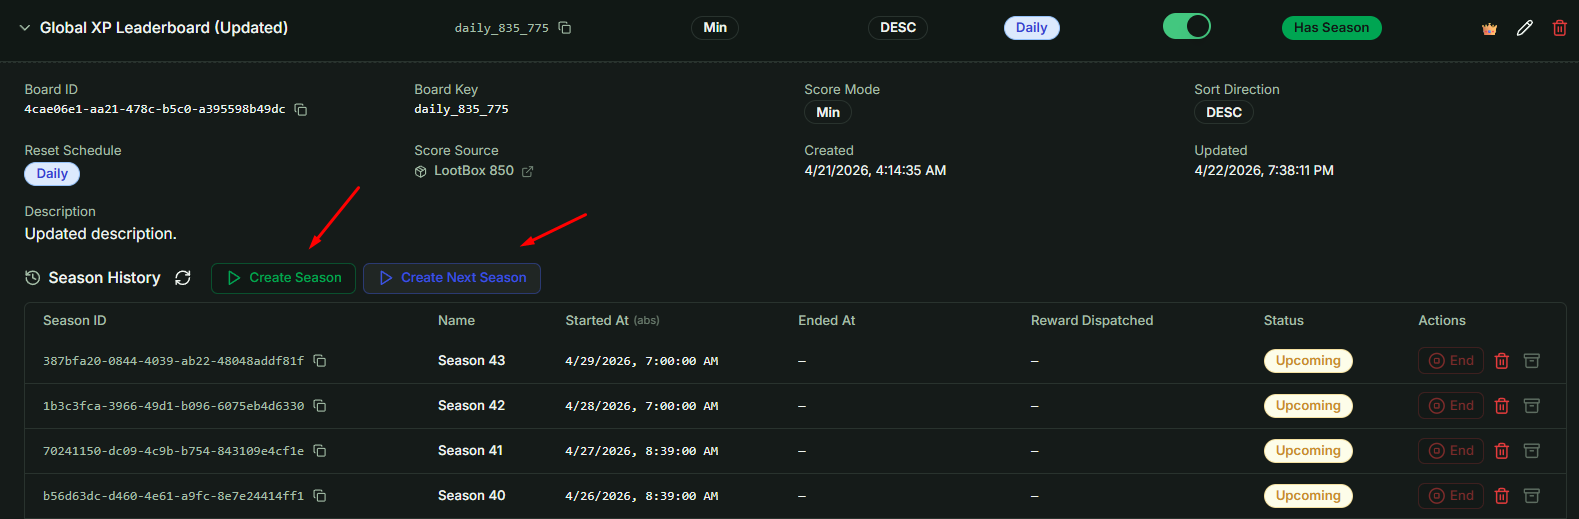 Global XP Leaderboard (Updated) daily_835_775 Min DESC Daily Has Season
Board ID Board Key Score Mode Sort Direction
4cae06e1-aa21-478c-b5c0-a395598b49dc daily_835_775 Min DESC
Reset Schedule Score Source Created Updated
Daily LootBox 850 4/21/2026, 4:14:35 AM 4/22/2026, 7:38:11 PM
Description
Updated description.
Season History Create Season Create Next Season
Season ID Name Started At (abs) Ended At Reward Dispatched Status Actions
387bfa20-0844-4039-ab22-48048addf81f Season 43 4/29/2026, 7:00:00 AM – – Upcoming End
1b3c3fca-3966-49d1-b096-6075eb4d6330 Season 42 4/28/2026, 7:00:00 AM – – Upcoming End
70241150-dc09-4c9b-b754-843109e4cf1e Season 41 4/27/2026, 8:39:00 AM – – Upcoming End
b56d63dc-d460-4e61-a9fc-8e7e24414ff1 Season 40 4/26/2026, 8:39:00 AM – – Upcoming End